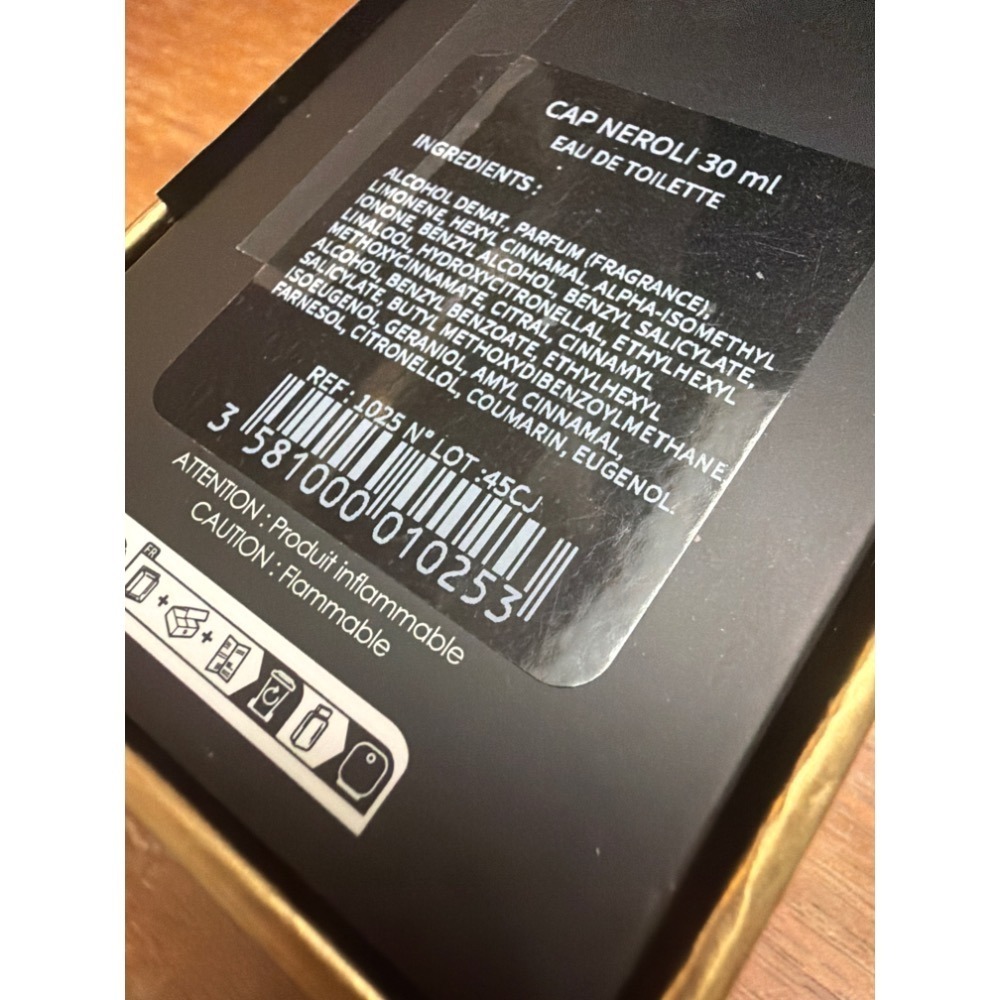 CAP NEROLI 30 ml
EAU DE TOILETTE
INGREDIENTS :
ALCOHOL DENAT, PARFUM (FRAGRANCE),
LIMONENE, HEXYL CINNAMAL, ALPHA-ISOMETHYL
IONONE, BENZYL ALCOHOL, BENZYL SALICYLATE,
LINALOOL, HYDROXYCITRONELLAL, ETHYLHEXYL
METHOXYCINNAMATE, CITRAL, CINNAMYL
ALCOHOL, BENZYL BENZOATE, ETHYLHEXYL
SALICYLATE, BUTYL METHOXYDIBENZOYLMETHANE,
ISOEUGENOL, GERANIOL, AMYL CINNAMAL,
FARNESOL, CITRONELLOL, COUMARIN, EUGENOL.
REF : 1025 N° LOT :45CJ
3 581000 010253
ATTENTION : Produit inflammable
CAUTION : Flammable
FR